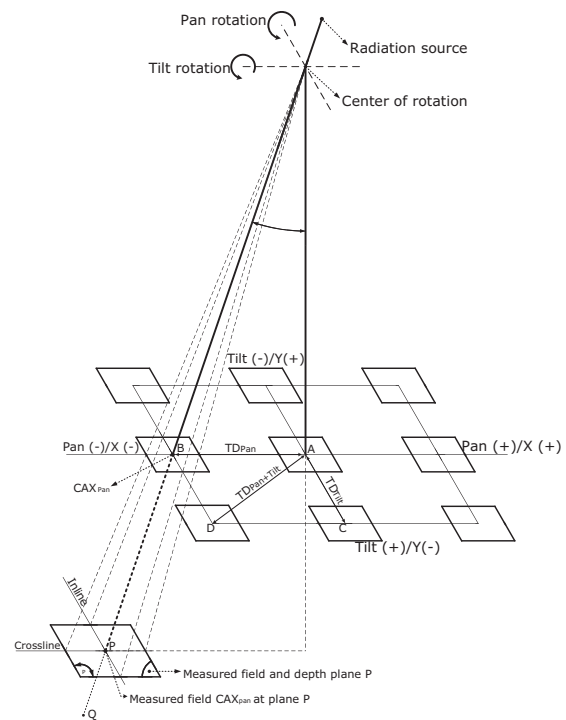 Pan rotation
Radiation source
Tilt rotation
Center of rotation
Tilt (-)/Y(+)
Pan (-)/X (-)
B
TDPan
A
Pan (+)/X (+)
CAXPan
TDPan+Tilt
TDTilt
D
C
Tilt (+)/Y(-)
Inline
Crossline
P
Measured field and depth plane P
Measured field CAXpan at plane P
Q